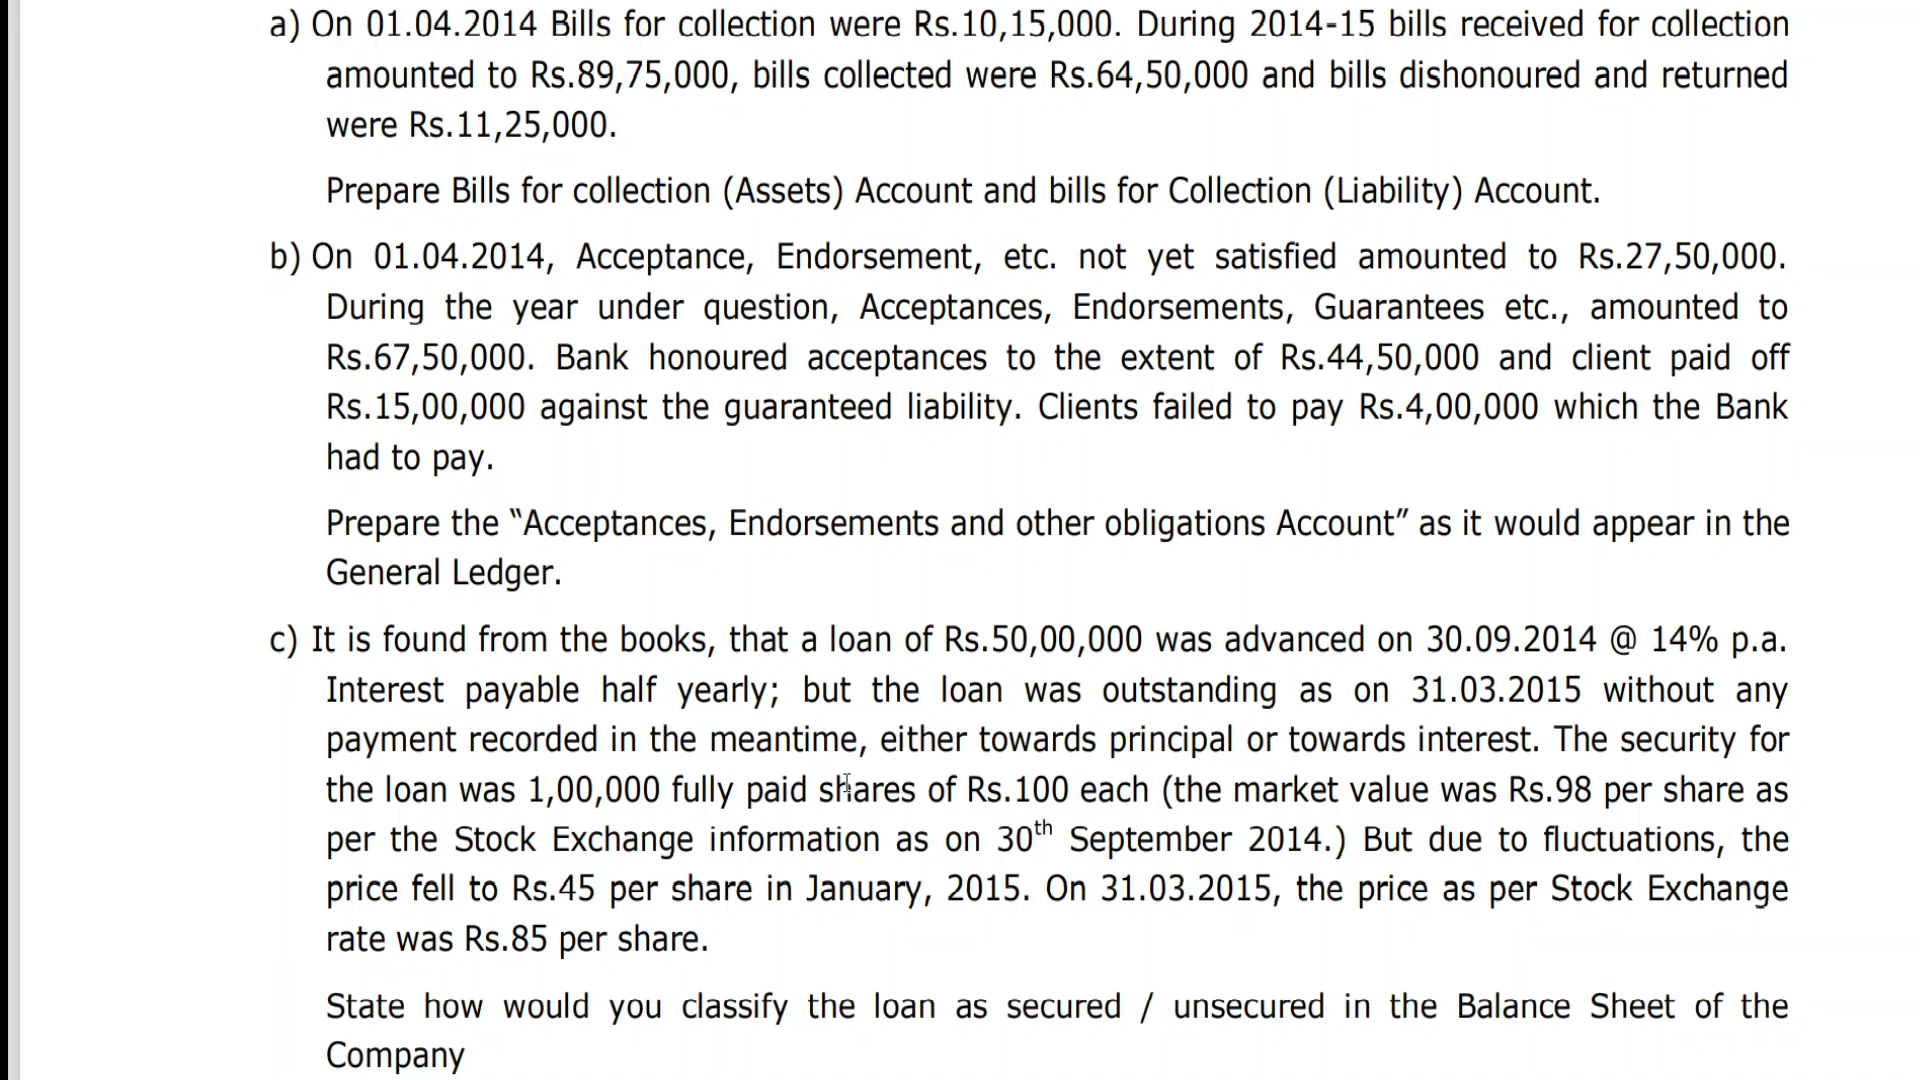 a) On 01.04.2014 Bills for collection were Rs.10,15,000. During 2014-15 bills received for collection
amounted to Rs.89,75,000, bills collected were Rs.64,50,000 and bills dishonoured and returned
were Rs.11,25,000.
Prepare Bills for collection (Assets) Account and bills for Collection (Liability) Account.
b) On 01.04.2014, Acceptance, Endorsement, etc. not yet satisfied amounted to Rs.27,50,000.
During the year under question, Acceptances, Endorsements, Guarantees etc., amounted to
Rs.67,50,000. Bank honoured acceptances to the extent of Rs.44,50,000 and client paid off
Rs.15,00,000 against the guaranteed liability. Clients failed to pay Rs.4,00,000 which the Bank
had to pay.
Prepare the “Acceptances, Endorsements and other obligations Account” as it would appear in the
General Ledger.
c) It is found from the books, that a loan of Rs.50,00,000 was advanced on 30.09.2014 @ 14% p.a.
Interest payable half yearly; but the loan was outstanding as on 31.03.2015 without any
payment recorded in the meantime, either towards principal or towards interest. The security for
the loan was 1,00,000 fully paid shares of Rs.100 each (the market value was Rs.98 per share as
per the Stock Exchange information as on 30th September 2014.) But due to fluctuations, the
price fell to Rs.45 per share in January, 2015. On 31.03.2015, the price as per Stock Exchange
rate was Rs.85 per share.
State how would you classify the loan as secured / unsecured in the Balance Sheet of the
Company